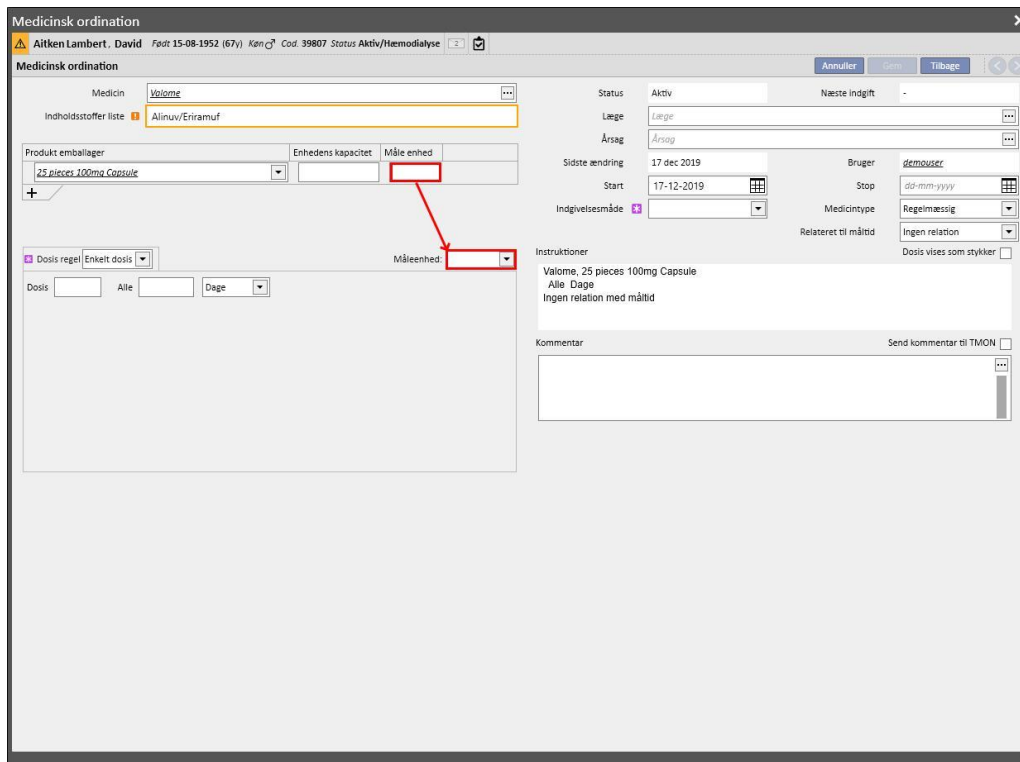 Medicinsk ordination
Aitken Lambert, David Født 15-08-1952 (67y) Køn Cod. 39807 Status Aktiv/Hæmodialyse 2
Medicinsk ordination Annuller Gem Tilbage
Medicin Valome
Indholdsstoffer liste Alinuv/Eriramuf
Produkt emballager Enhedens kapacitet Måle enhed
25 pieces 100mg Capsule
+
Dosis regel Enkelt dosis Måleenhed:
Dosis Alle Dage
Status Aktiv Næste indgift -
Læge Læge
Årsag Årsag
Sidste ændring 17 dec 2019 Bruger demouser
Start 17-12-2019 Stop dd-mm-yyyy
Indgivelsesmåde Medicintype Regelmæssig
Relateret til måltid Ingen relation
Instruktioner Dosis vises som stykker
Valome, 25 pieces 100mg Capsule
Alle Dage
Ingen relation med måltid
Kommentar Send kommentar til TMON